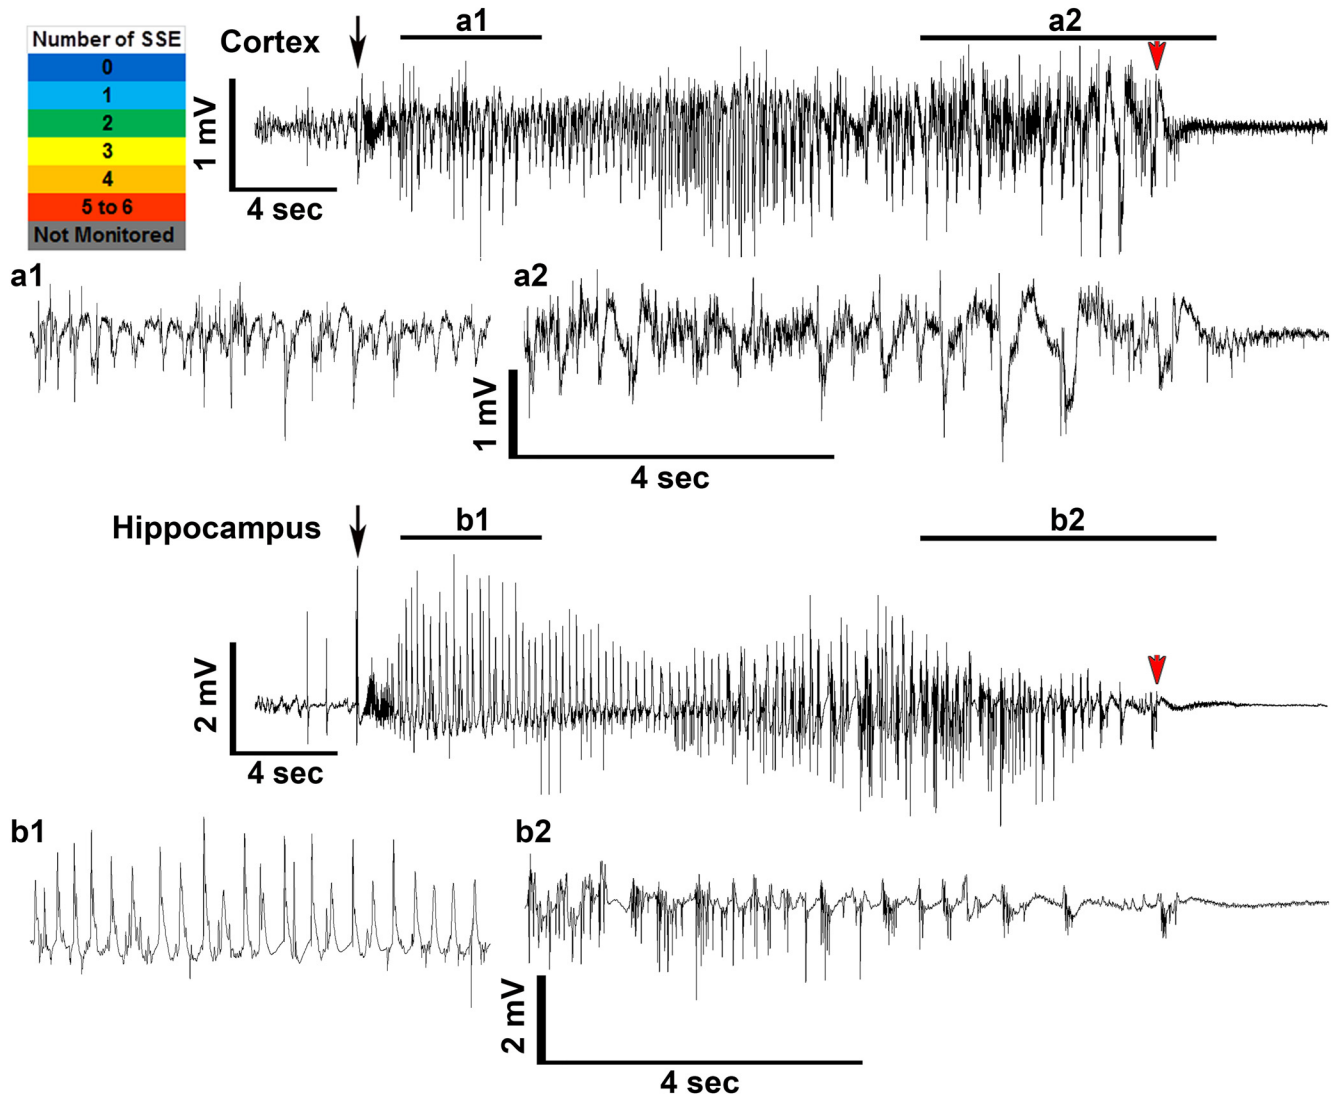 Number of SSE
0
1
2
3
4
5 to 6
Not Monitored
Cortex
a1
a2
1 mV
4 sec
a1
a2
1 mV
4 sec
Hippocampus
b1
b2
2 mV
4 sec
b1
b2
2 mV
4 sec